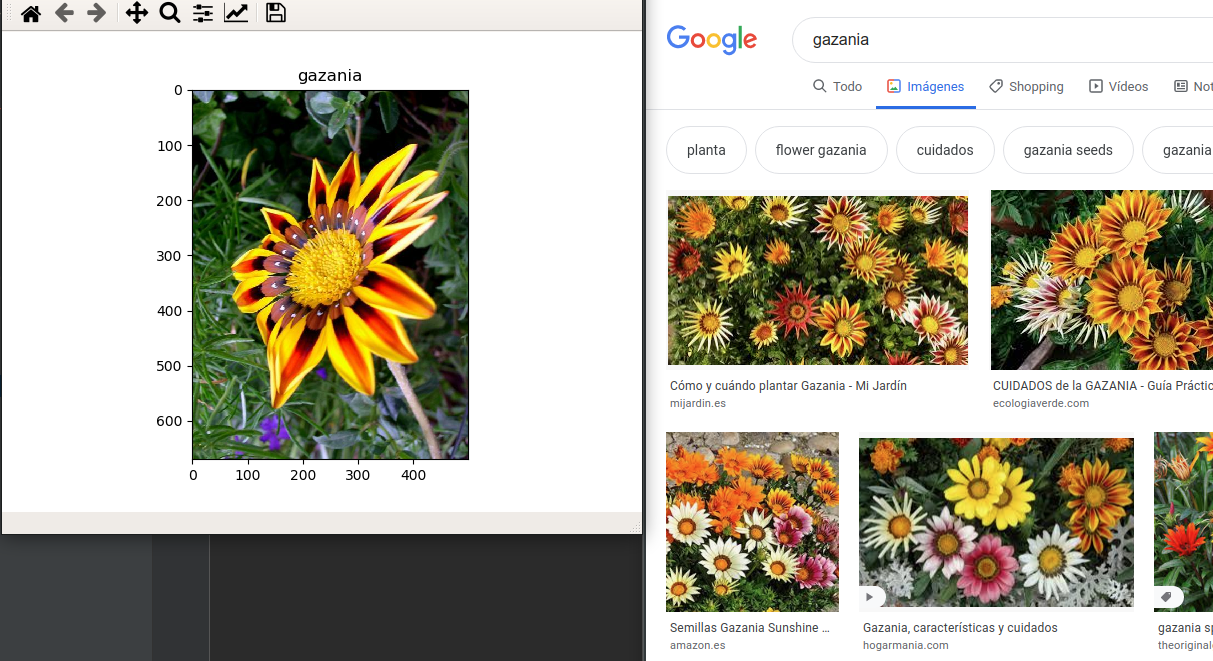 gazania
0
100
200
300
400
500
600
0 100 200 300 400
Google
gazania
Todo Imágenes Shopping Vídeos Not
planta flower gazania cuidados gazania seeds gazania
Cómo y cuándo plantar Gazania - Mi Jardín
mijardin.es
CUIDADOS de la GAZANIA - Guía Práctic
ecologiaverde.com
Semillas Gazania Sunshine ...
amazon.es
Gazania, características y cuidados
hogarmania.com
gazania sp
theoriginal